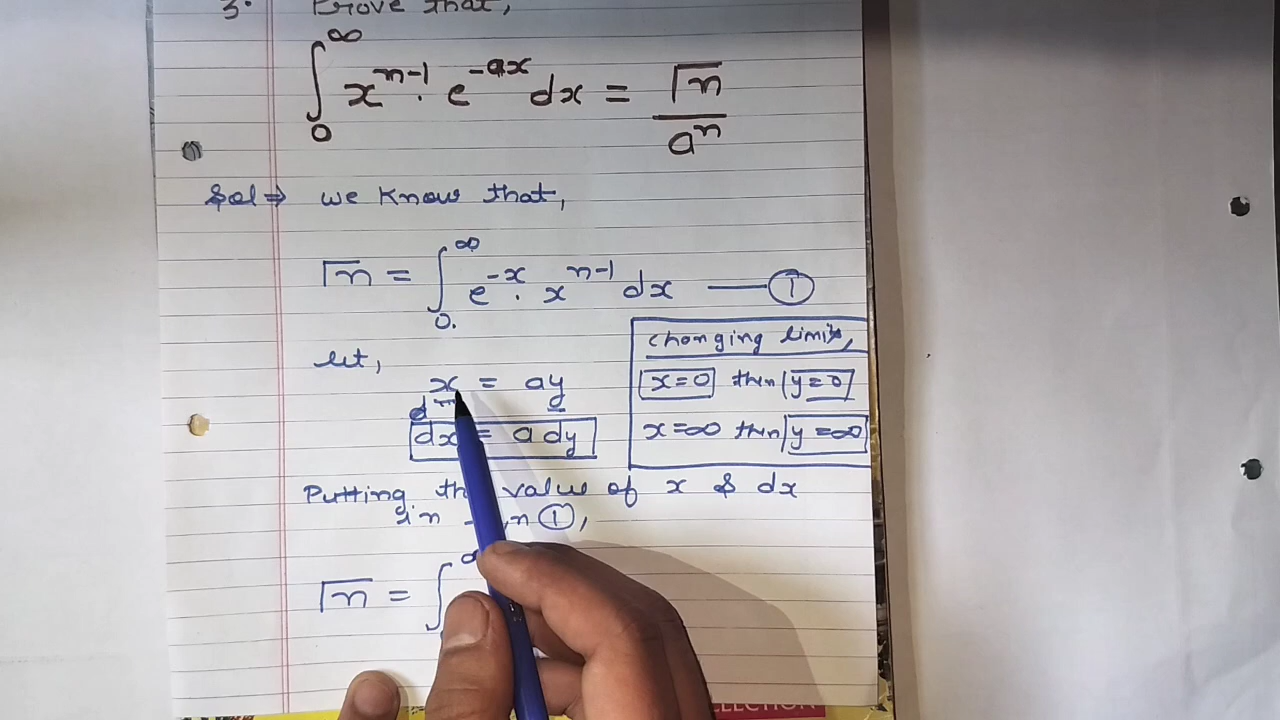 3. Prove that,
∫₀^∞ x^{n-1}. e^{-ax} dx = Γn / a^n
Sol ⇒ we know that,
Γn = ∫₀^∞ e^{-x}. x^{n-1} dx —— ①
let,
x = ay
dx = a dy
changing limits,
x=0 then y=0
x=∞ then y=∞
Putting the value of x & dx
in ①,
Γn = ∫